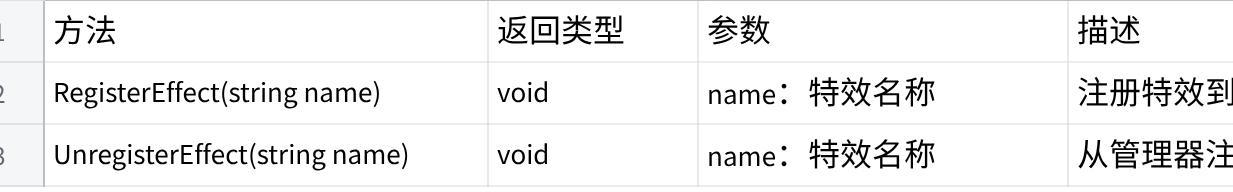 1 方法 返回类型 参数 描述
2 RegisterEffect(string name) void name：特效名称 注册特效到
3 UnregisterEffect(string name) void name：特效名称 从管理器注